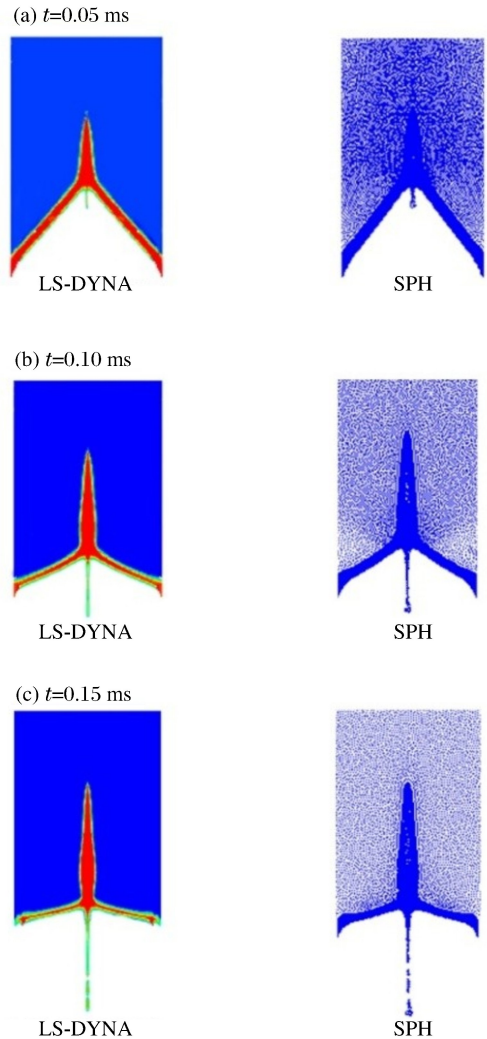 (a) t=0.05 ms
LS-DYNA SPH
(b) t=0.10 ms
LS-DYNA SPH
(c) t=0.15 ms
LS-DYNA SPH